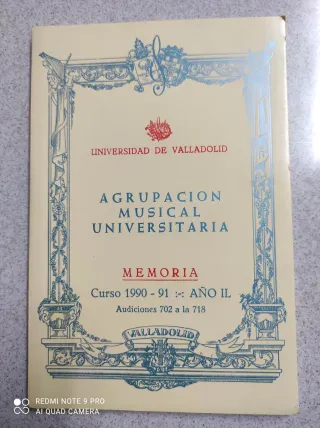 UNIVERSIDAD DE VALLADOLID
AGRUPACION
MUSICAL
UNIVERSITARIA
MEMORIA
Curso 1990 - 91 :-: AÑO IL
Audiciones 702 a la 718
VALLADOLID
REDMI NOTE 9 PRO
AI QUAD CAMERA